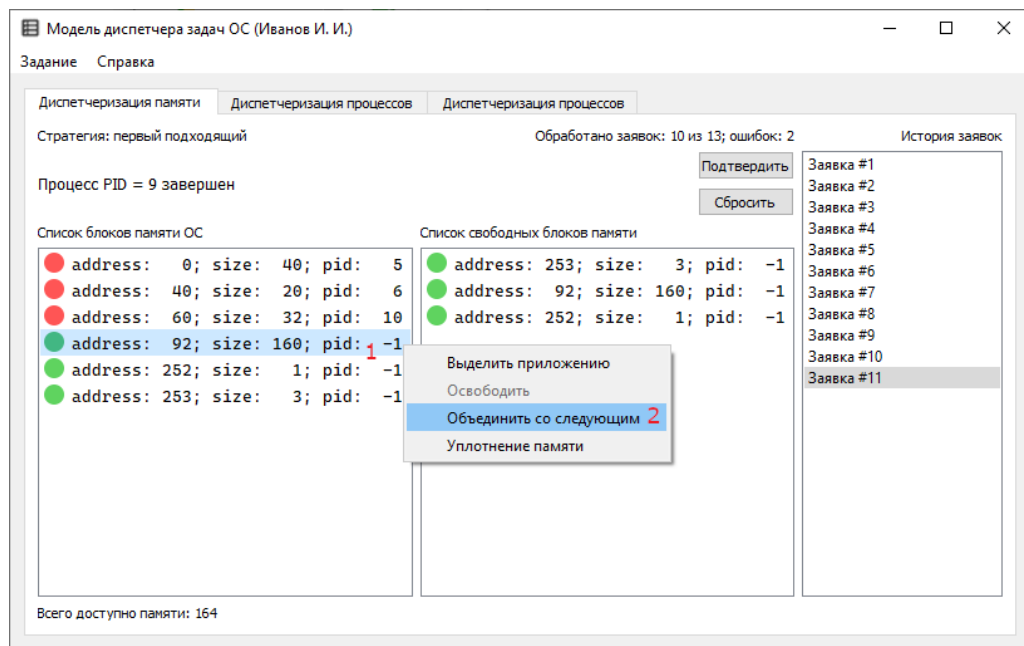 Модель диспетчера задач ОС (Иванов И. И.)
Задание Справка
Диспетчеризация памяти Диспетчеризация процессов Диспетчеризация процессов
Стратегия: первый подходящий Обработано заявок: 10 из 13; ошибок: 2 История заявок
Подтвердить
Процесс PID = 9 завершен
Сбросить
Список блоков памяти ОС
address: 0; size: 40; pid: 5
address: 40; size: 20; pid: 6
address: 60; size: 32; pid: 10
address: 92; size: 160; pid: -1
1
address: 252; size: 1; pid: -1
address: 253; size: 3; pid: -1
Список свободных блоков памяти
address: 253; size: 3; pid: -1
address: 92; size: 160; pid: -1
address: 252; size: 1; pid: -1
Выделить приложению
Освободить
Объединить со следующим 2
Уплотнение памяти
Заявка #1
Заявка #2
Заявка #3
Заявка #4
Заявка #5
Заявка #6
Заявка #7
Заявка #8
Заявка #9
Заявка #10
Заявка #11
Всего доступно памяти: 164